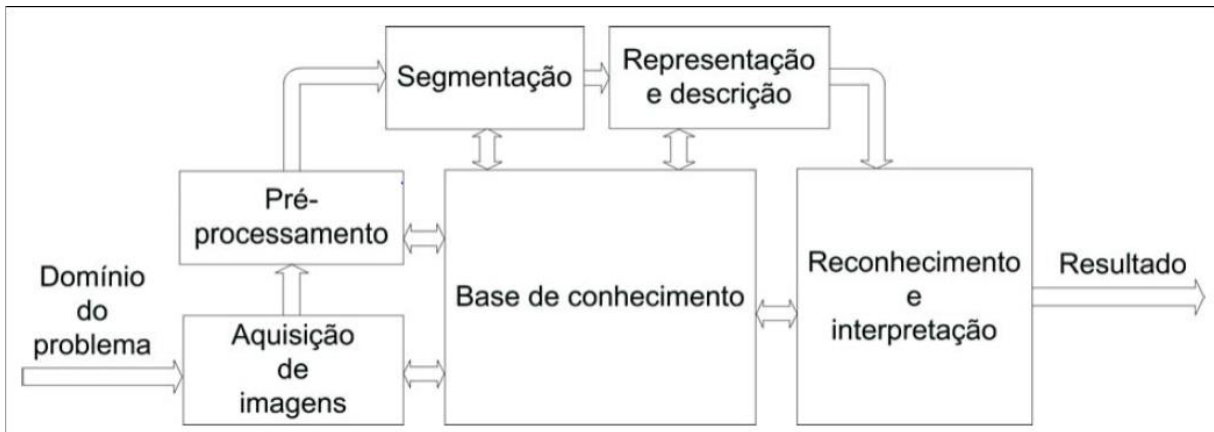 Segmentação
Representação
e descrição
Pré-
processamento
Domínio
do
problema
Aquisição
de
imagens
Base de conhecimento
Reconhecimento
e
interpretação
Resultado